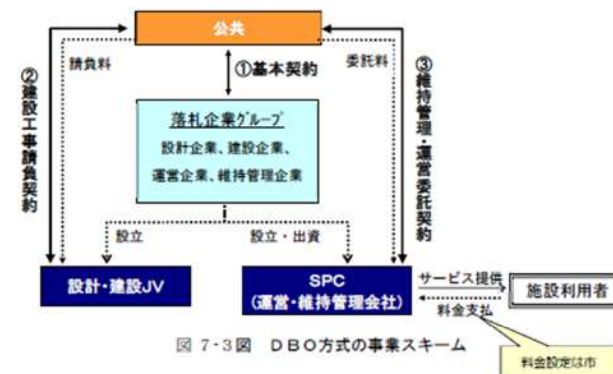 公共
請負料
①基本契約
委託料
②建設工事請負契約
③維持管理・運営委託契約
落札企業グループ
設計企業、建設企業、
運営企業、維持管理企業
設立
設立・出資
設計・建設JV
SPC
(運営・維持管理会社)
サービス提供
料金支払
施設利用者
図 7-3図 DBO方式の事業スキーム
料金設定は市